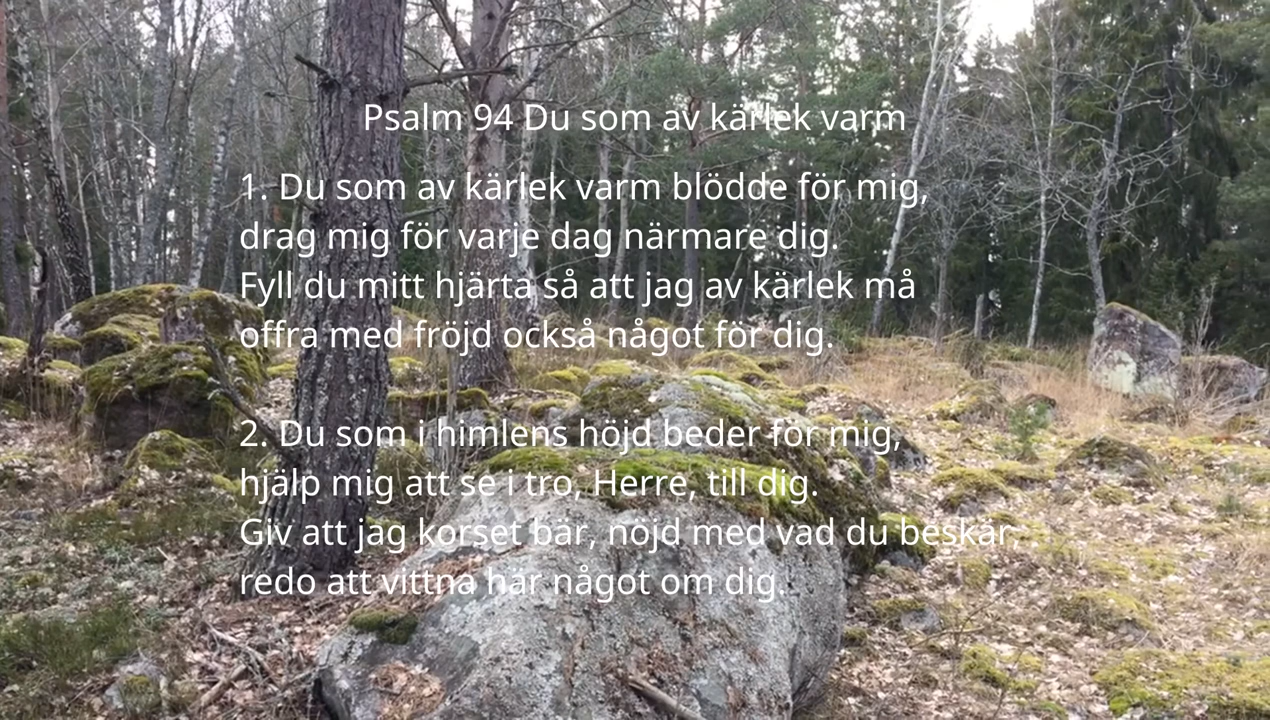 Psalm 94 Du som av kärlek varm
1. Du som av kärlek varm blödde för mig,
drag mig för varje dag närmare dig.
Fyll du mitt hjärta så att jag av kärlek må
offra med fröjd också något för dig.
2. Du som i himlens höjd beder för mig,
hjälp mig att se i tro, Herre, till dig.
Giv att jag korset bär, nöjd med vad du beskär,
redo att vittna här något om dig.